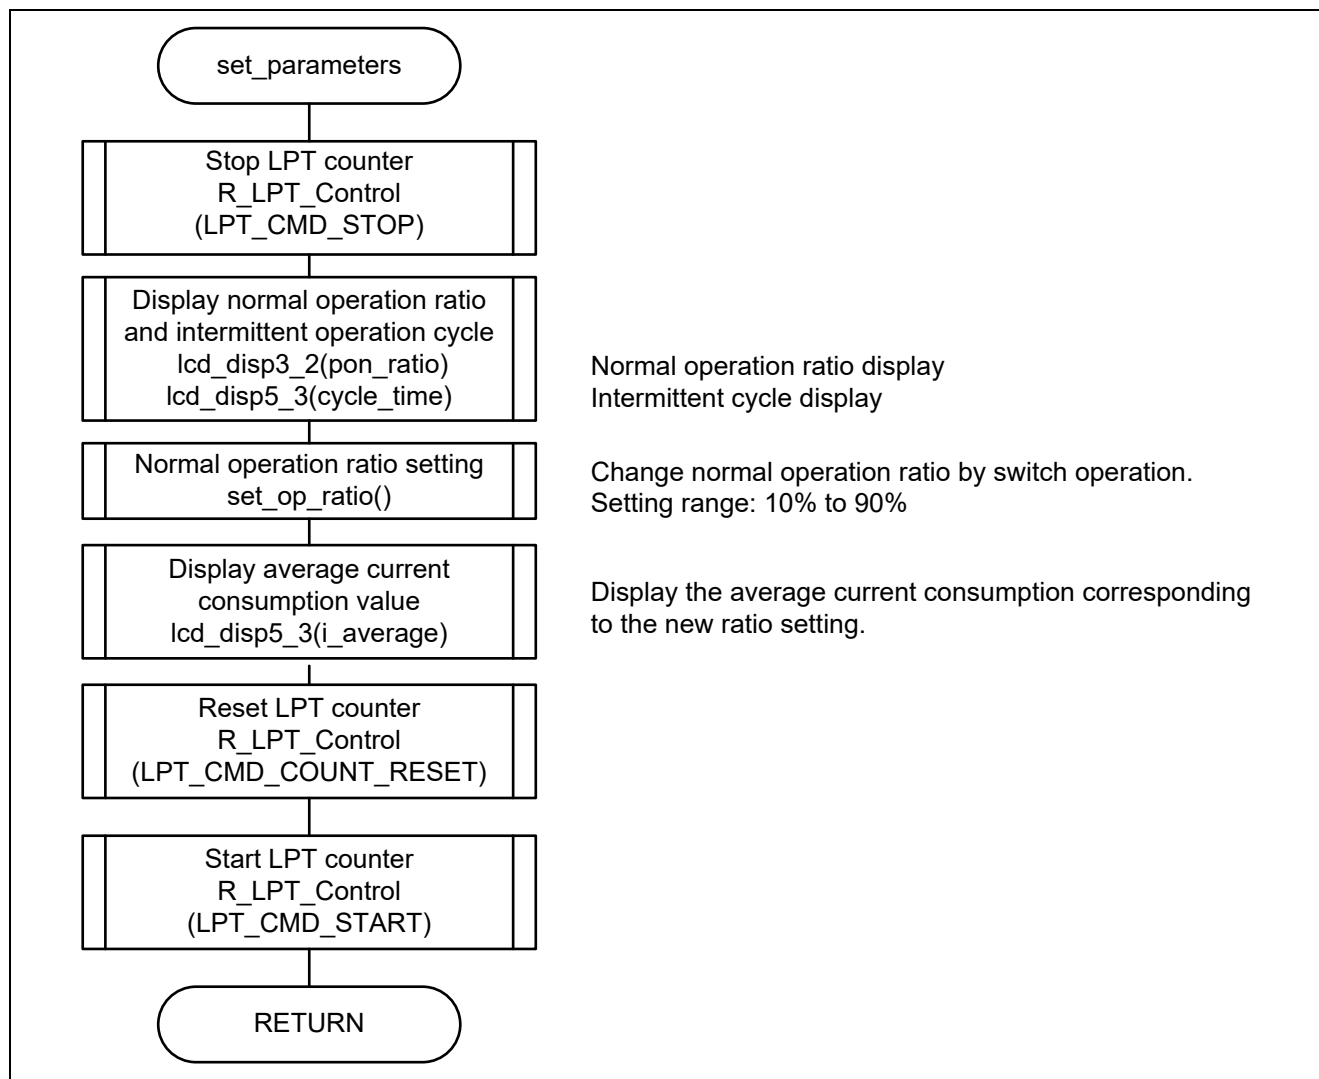 set_parameters
Stop LPT counter
R_LPT_Control
(LPT_CMD_STOP)
Display normal operation ratio
and intermittent operation cycle
lcd_disp3_2(pon_ratio)
lcd_disp5_3(cycle_time)
Normal operation ratio display
Intermittent cycle display
Normal operation ratio setting
set_op_ratio()
Change normal operation ratio by switch operation.
Setting range: 10% to 90%
Display average current
consumption value
lcd_disp5_3(i_average)
Display the average current consumption corresponding
to the new ratio setting.
Reset LPT counter
R_LPT_Control
(LPT_CMD_COUNT_RESET)
Start LPT counter
R_LPT_Control
(LPT_CMD_START)
RETURN